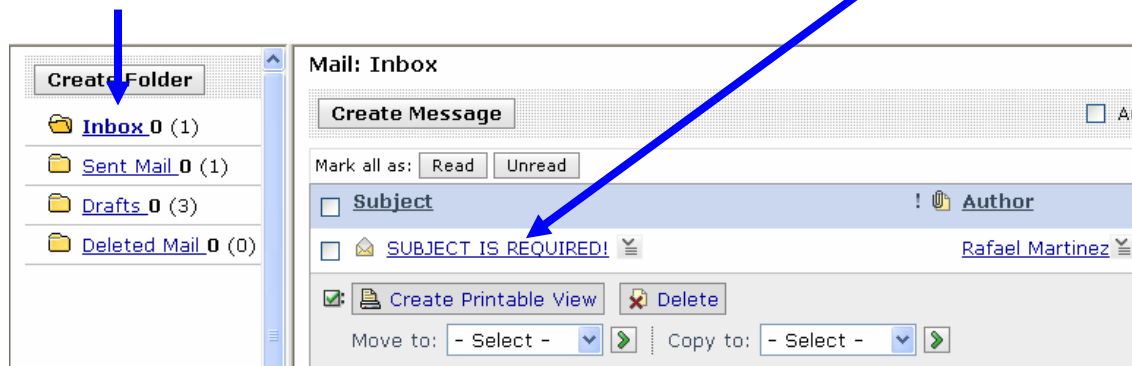 Create Folder
Inbox 0 (1)
Sent Mail 0 (1)
Drafts 0 (3)
Deleted Mail 0 (0)
Mail: Inbox
Create Message
Mark all as: Read Unread
Subject ! Author
SUBJECT IS REQUIRED! Rafael Martinez
Create Printable View Delete
Move to: - Select - Copy to: - Select -